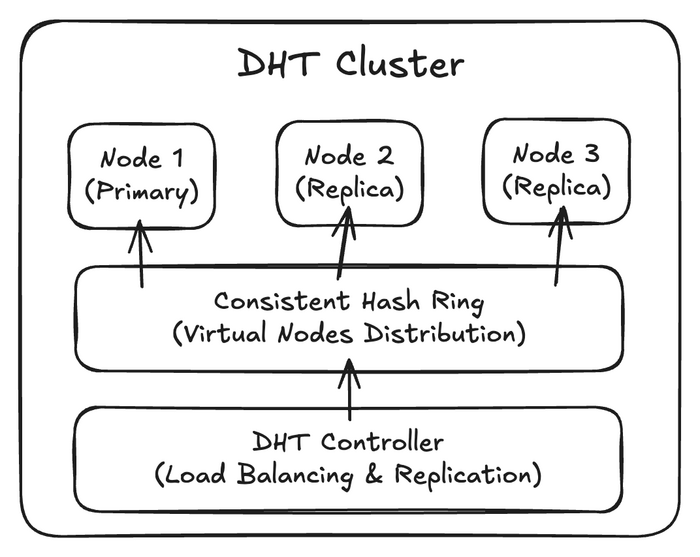 DHT Cluster
Node 1
(Primary)
Node 2
(Replica)
Node 3
(Replica)
Consistent Hash Ring
(Virtual Nodes Distribution)
DHT Controller
(Load Balancing & Replication)